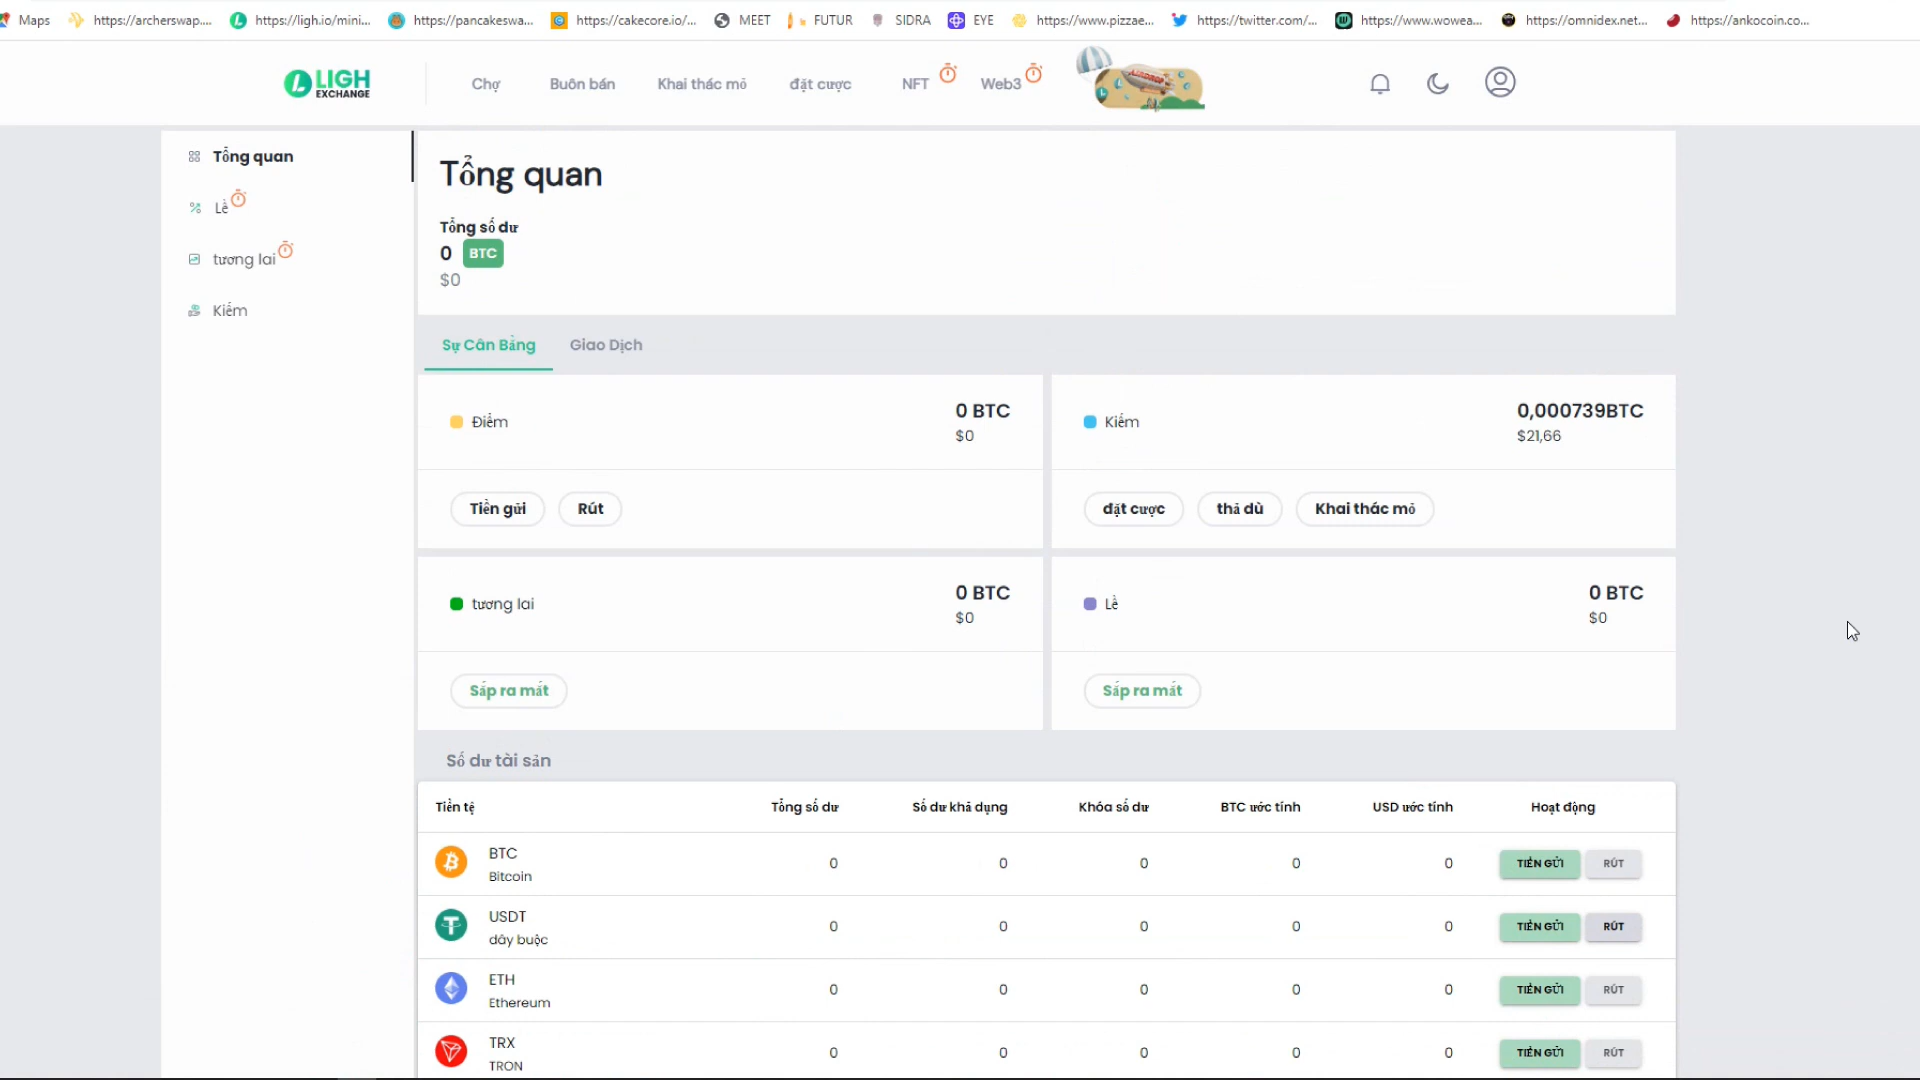 Maps https://archerswap.... https://ligh.io/mini... https://pancakeswa... https://cakecore.io/... MEET FUTUR SIDRA EYE https://www.pizzae... https://twitter.com/... https://www.wowea... https://omnidex.net... https://ankocoin.co...
LIGH EXCHANGE Chợ Buôn bán Khai thác mỏ đặt cược NFT Web3 AIRDROP
Tổng quan
Lề
tương lai
Kiếm
Tổng quan
Tổng số dư
0 BTC
$0
Sự Cân Bằng Giao Dịch
Điểm 0 BTC
$0
Tiền gửi Rút
Kiếm 0,000739BTC
$21,66
đặt cược thả dù Khai thác mỏ
tương lai 0 BTC
$0
Sắp ra mắt
Lề 0 BTC
$0
Sắp ra mắt
Số dư tài sản
Tiền tệ Tổng số dư Số dư khả dụng Khóa số dư BTC ước tính USD ước tính Hoạt động
BTC
Bitcoin 0 0 0 0 0 TIỀN GỬI RÚT
USDT
dây buộc 0 0 0 0 0 TIỀN GỬI RÚT
ETH
Ethereum 0 0 0 0 0 TIỀN GỬI RÚT
TRX
TRON 0 0 0 0 0 TIỀN GỬI RÚT